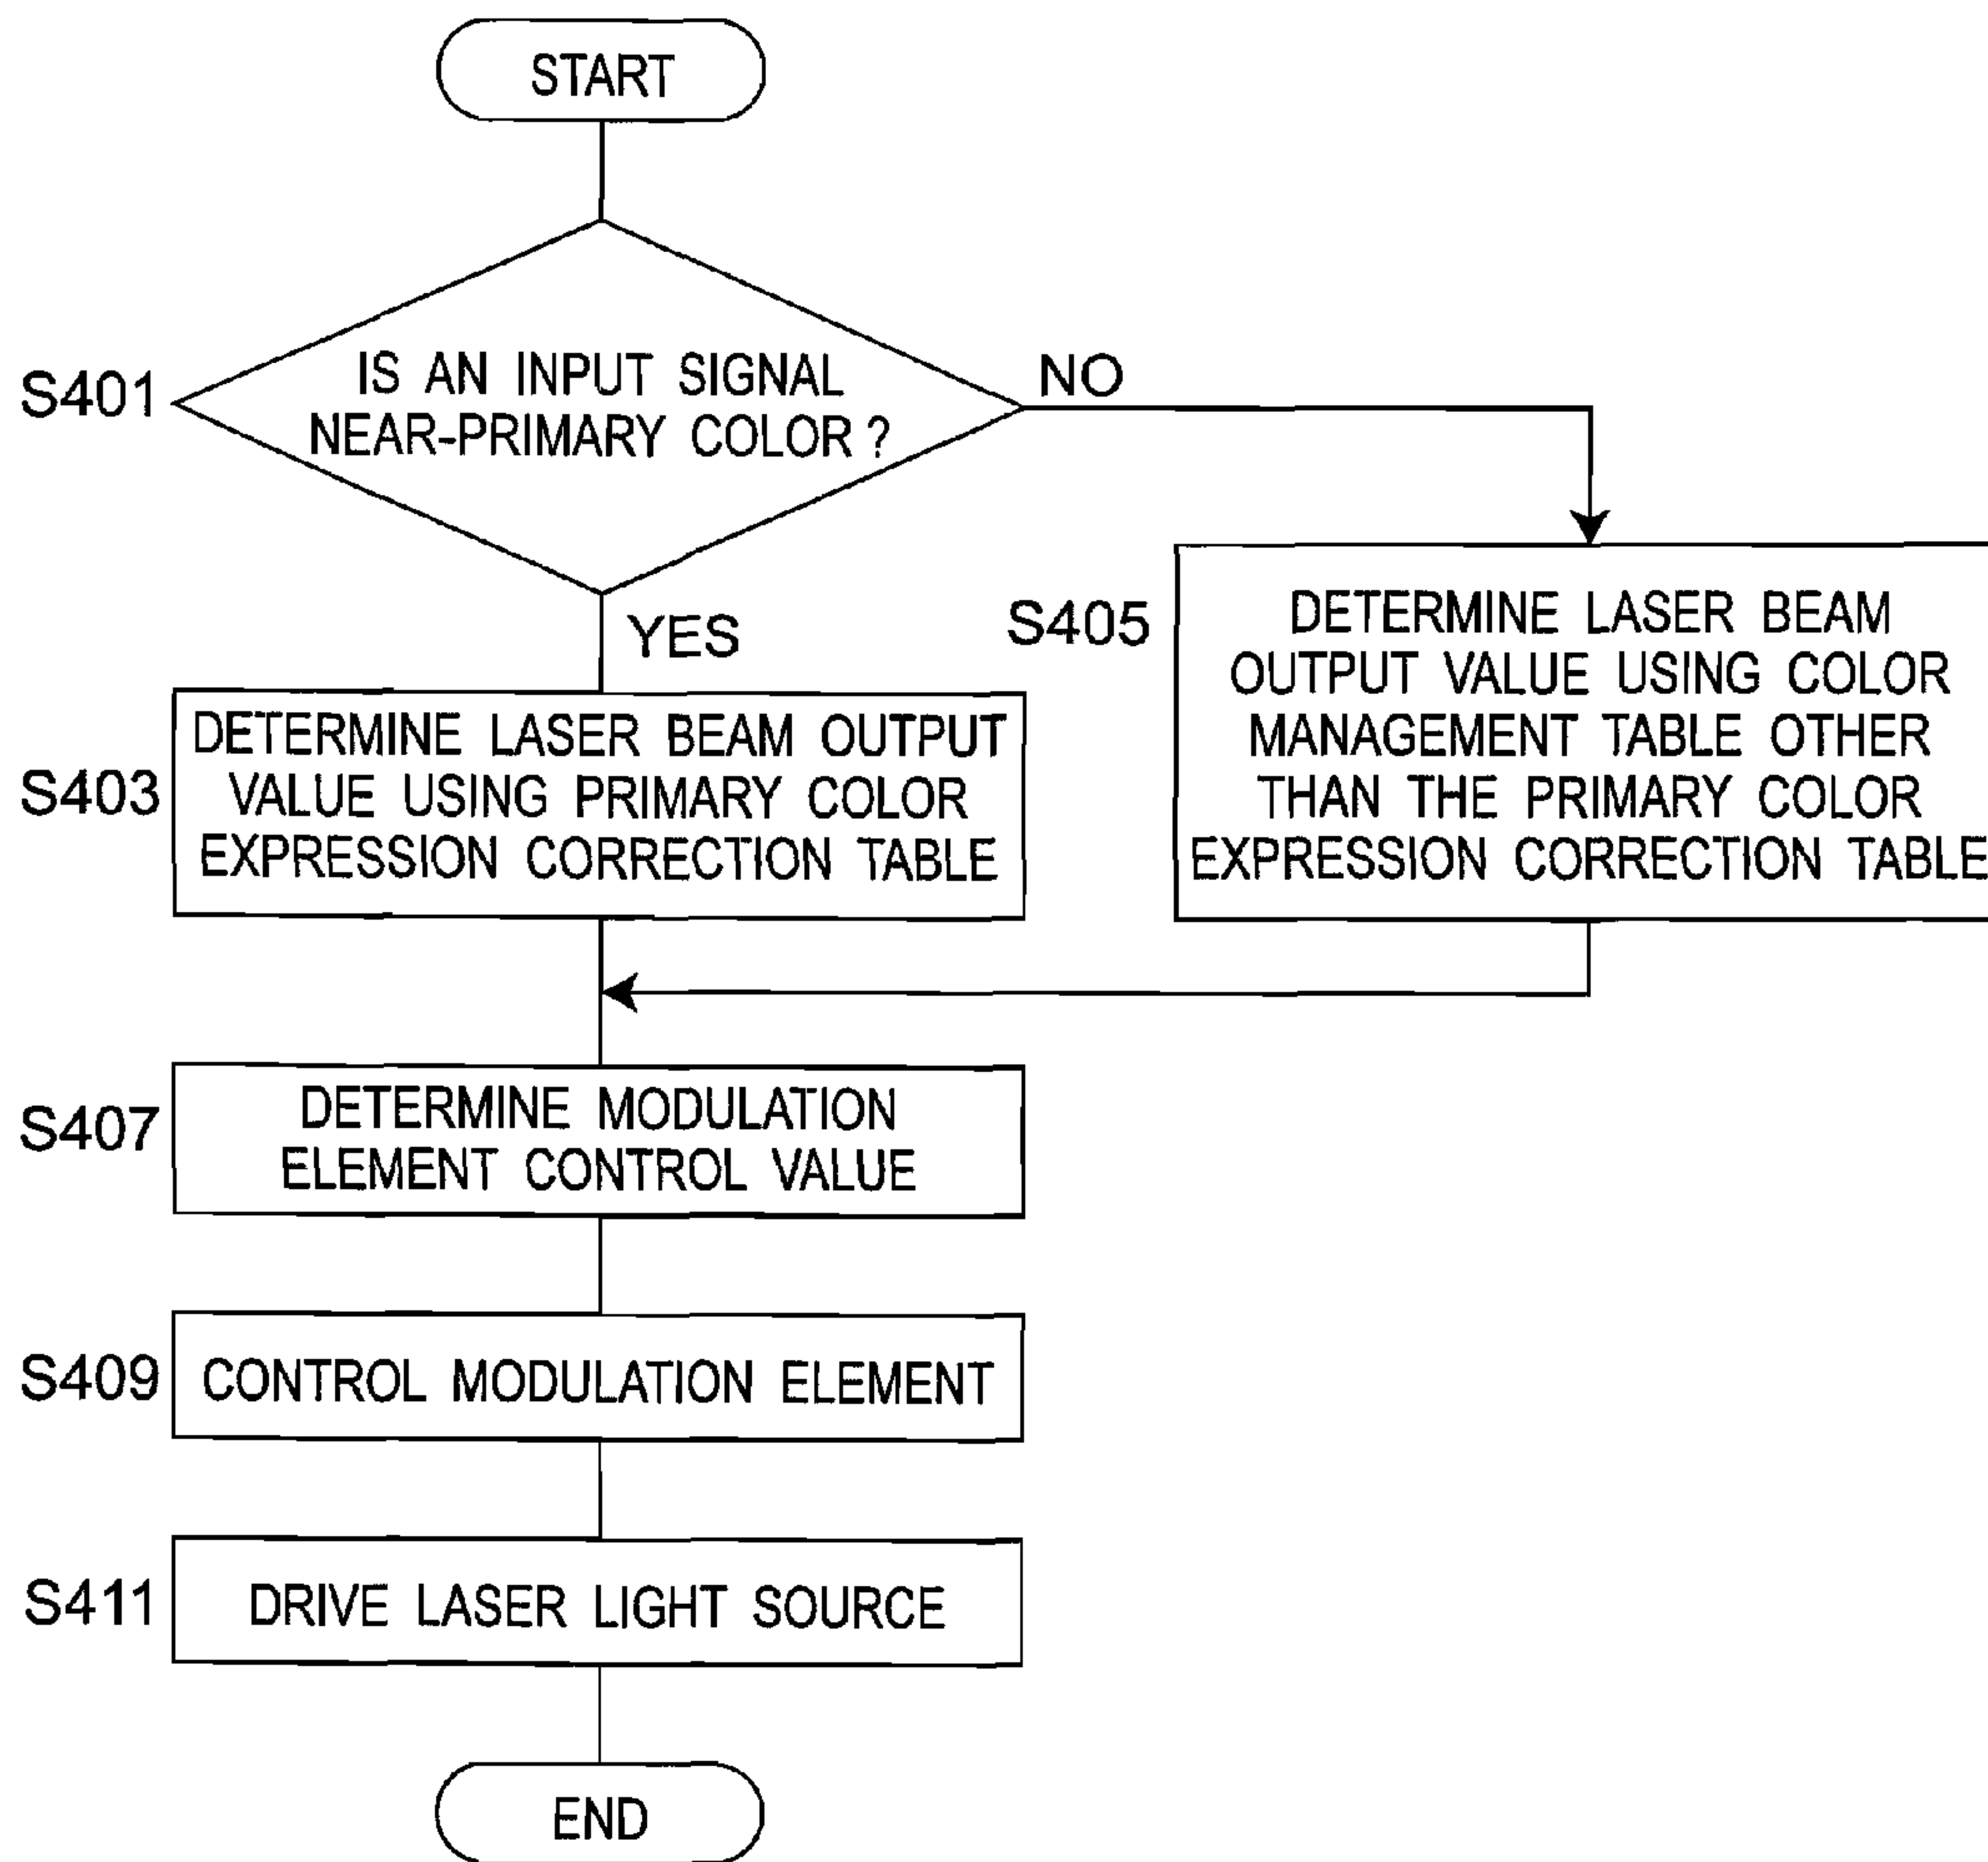 START
S401
IS AN INPUT SIGNAL
NEAR-PRIMARY COLOR ?
NO
YES
S403
DETERMINE LASER BEAM OUTPUT
VALUE USING PRIMARY COLOR
EXPRESSION CORRECTION TABLE
S405
DETERMINE LASER BEAM
OUTPUT VALUE USING COLOR
MANAGEMENT TABLE OTHER
THAN THE PRIMARY COLOR
EXPRESSION CORRECTION TABLE
S407
DETERMINE MODULATION
ELEMENT CONTROL VALUE
S409
CONTROL MODULATION ELEMENT
S411
DRIVE LASER LIGHT SOURCE
END